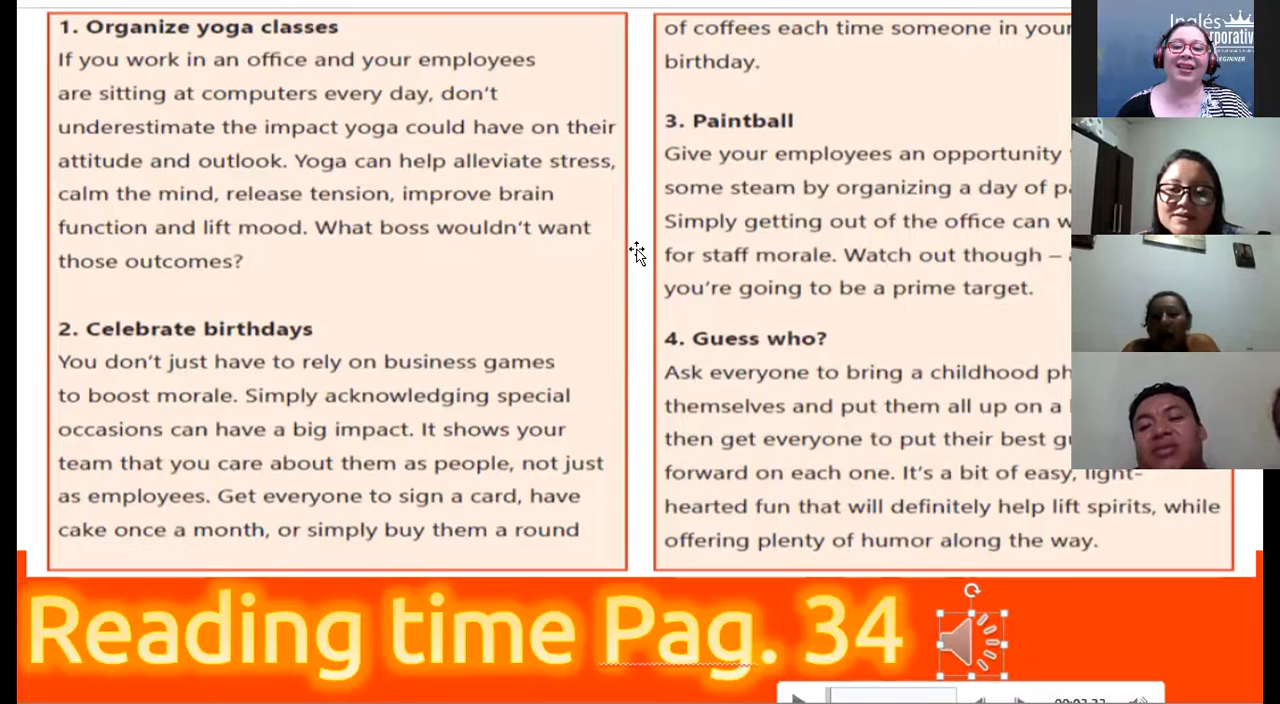 1. Organize yoga classes
If you work in an office and your employees
are sitting at computers every day, don't
underestimate the impact yoga could have on their
attitude and outlook. Yoga can help alleviate stress,
calm the mind, release tension, improve brain
function and lift mood. What boss wouldn't want
those outcomes?
2. Celebrate birthdays
You don't just have to rely on business games
to boost morale. Simply acknowledging special
occasions can have a big impact. It shows your
team that you care about them as people, not just
as employees. Get everyone to sign a card, have
cake once a month, or simply buy them a round
of coffees each time someone in your
birthday.
3. Paintball
Give your employees an opportunity
some steam by organizing a day of
Simply getting out of the office can
for staff morale. Watch out though –
you're going to be a prime target.
4. Guess who?
Ask everyone to bring a childhood
themselves and put them all up on a
then get everyone to put their best
forward on each one. It's a bit of easy, light-
hearted fun that will definitely help lift spirits, while
offering plenty of humor along the way.
Reading time Pag. 34
Inglés